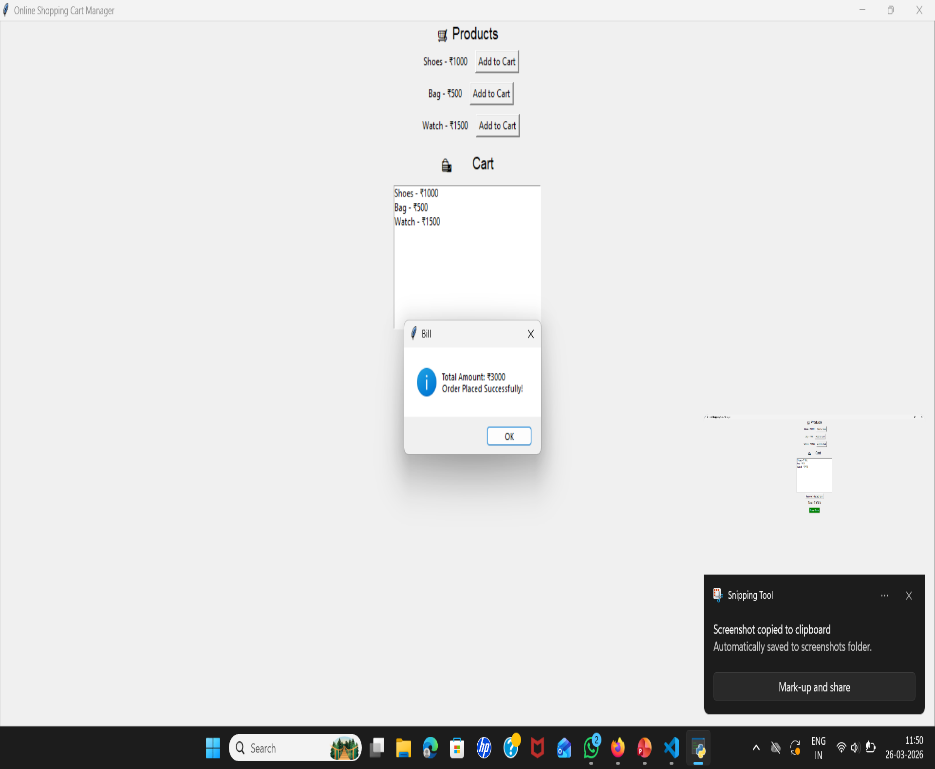 Online Shopping Cart Manager
Products
Shoes - ₹1000 Add to Cart
Bag - ₹500 Add to Cart
Watch - ₹1500 Add to Cart
Cart
Shoes - ₹1000
Bag - ₹500
Watch - ₹1500
Bill
Total Amount: ₹3000
Order Placed Successfully!
OK
Snipping Tool
Screenshot copied to clipboard
Automatically saved to screenshots folder.
Mark-up and share
Search
2
ENG
IN
11:50
26-03-2026